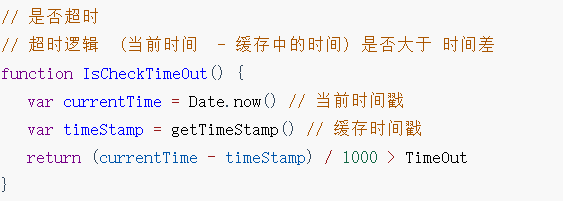 // 是否超时
// 超时逻辑 （当前时间 - 缓存中的时间）是否大于 时间差
function IsCheckTimeOut() {
var currentTime = Date.now() // 当前时间戳
var timeStamp = getTimeStamp() // 缓存时间戳
return (currentTime - timeStamp) / 1000 > TimeOut
}